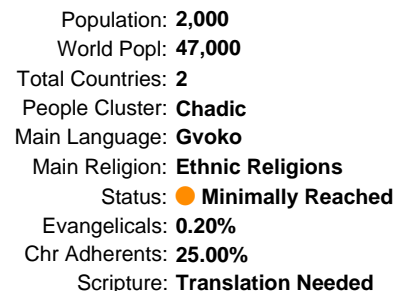 Population: 2,000
World Popl: 47,000
Total Countries: 2
People Cluster: Chadic
Main Language: Gvoko
Main Religion: Ethnic Religions
Status: Minimally Reached
Evangelicals: 0.20%
Chr Adherents: 25.00%
Scripture: Translation Needed